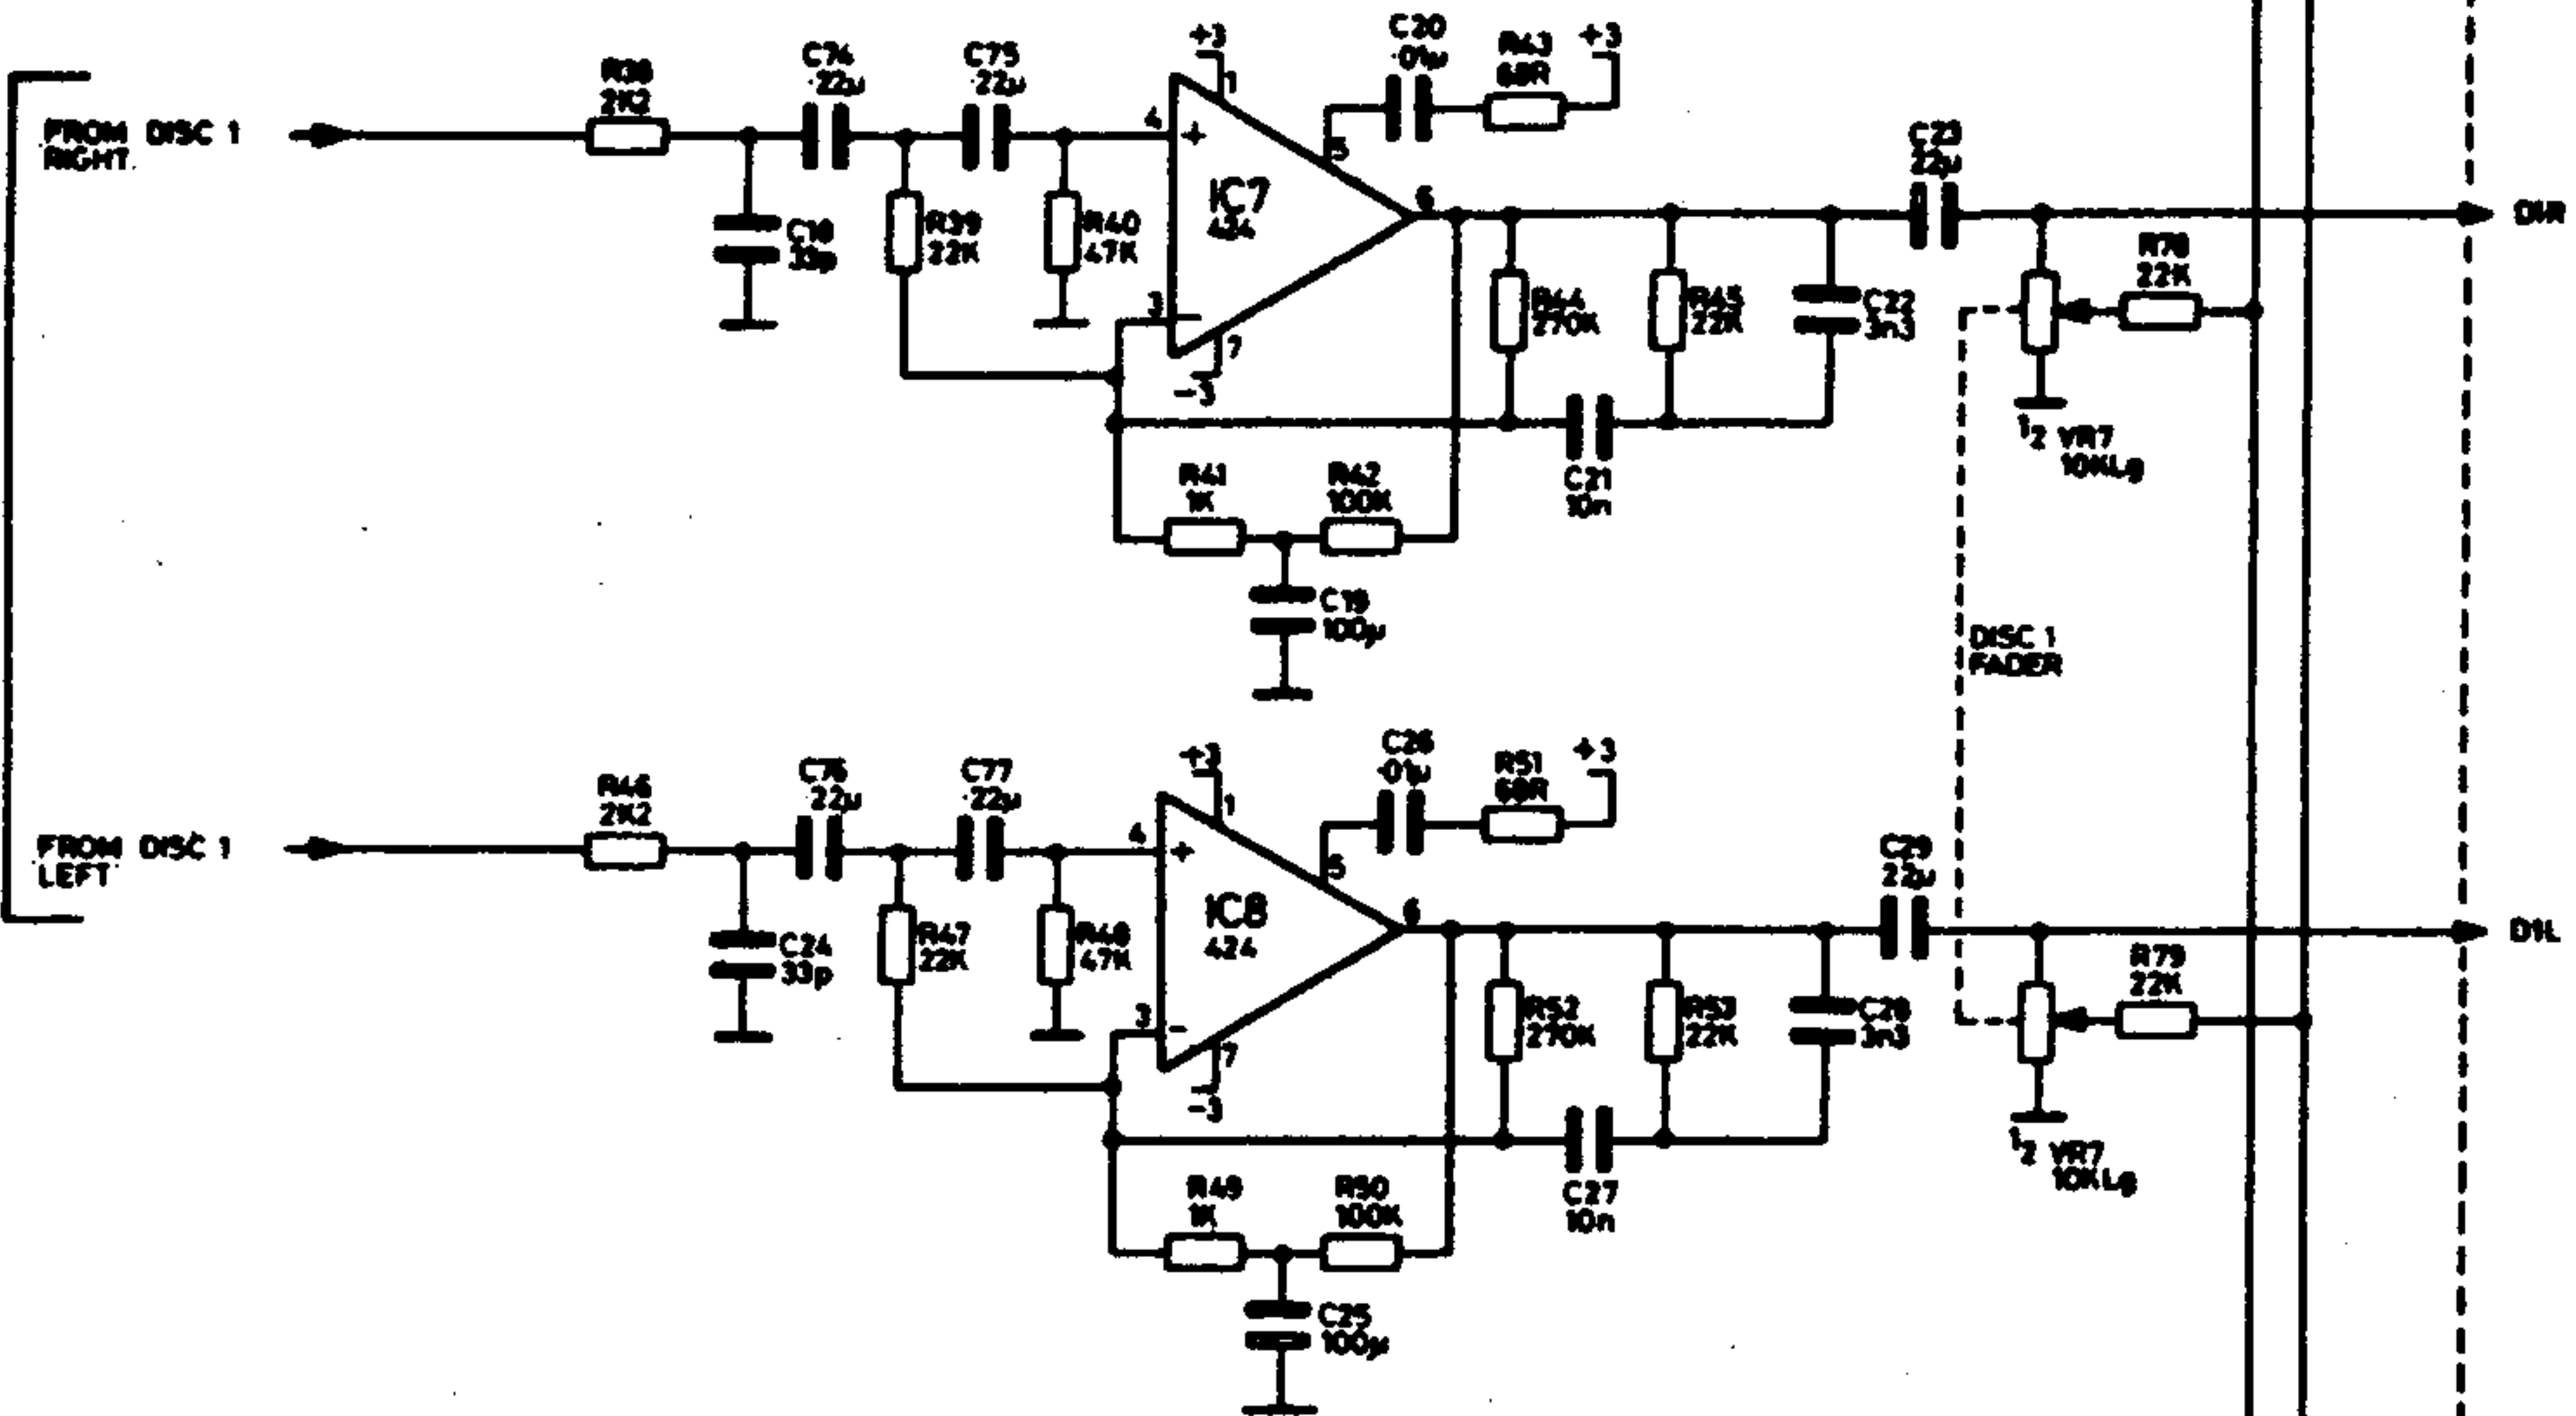 FROM DISC 1
RIGHT.
R38
2K2
C74
·22µ
C75
·22µ
C18
33p
R39
22K
R40
47K
+3
1
4
+
IC7
424
3
−
7
−3
5
6
C20
·01µ
R43
68R
+3
R44
270K
R45
22K
C22
3n3
C21
10n
R41
1K
R42
100K
C19
100µ
C23
22µ
R78
22K
½ VR7
10KLg
D1R
DISC 1
FADER
FROM DISC 1
LEFT
R46
2K2
C76
·22µ
C77
·22µ
C24
33p
R47
22K
R48
47K
+3
1
4
+
IC8
424
3
-
7
-3
5
6
C26
·01µ
R51
68R
+3
R52
270K
R53
22K
C28
3n3
C27
10n
R49
1K
R50
100K
C25
100µ
C29
22µ
R79
22K
½ VR7
10KLg
D1L